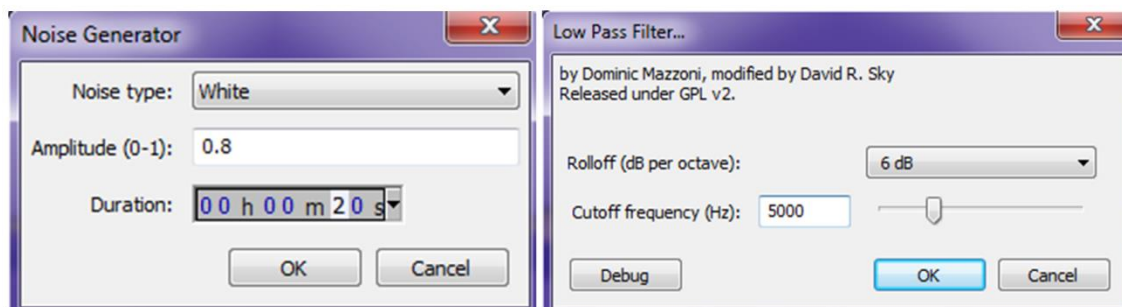 Noise Generator
Noise type: White
Amplitude (0-1): 0.8
Duration: 00 h 00 m 20 s
OK Cancel
Low Pass Filter...
by Dominic Mazzoni, modified by David R. Sky
Released under GPL v2.
Rolloff (dB per octave): 6 dB
Cutoff frequency (Hz): 5000
Debug OK Cancel